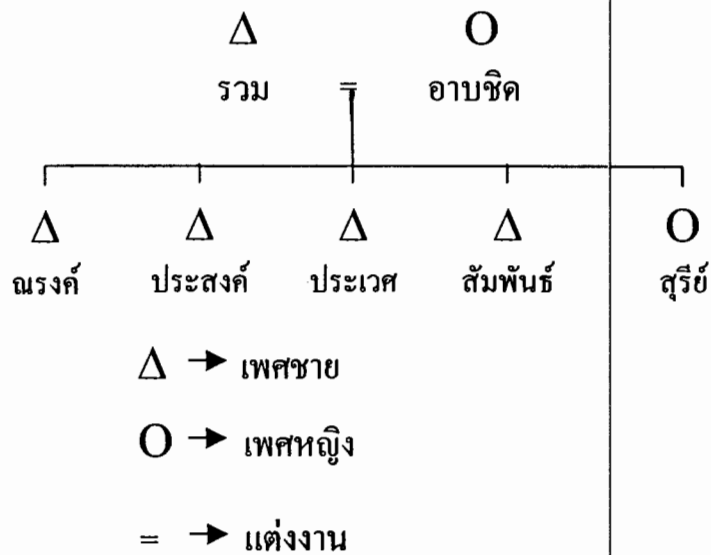 Δ O
รวม = อาบชิด
Δ Δ Δ Δ O
ณรงค์ ประสงค์ ประเวศ สัมพันธ์ สุรีย์
Δ → เพศชาย
O → เพศหญิง
= → แต่งงาน